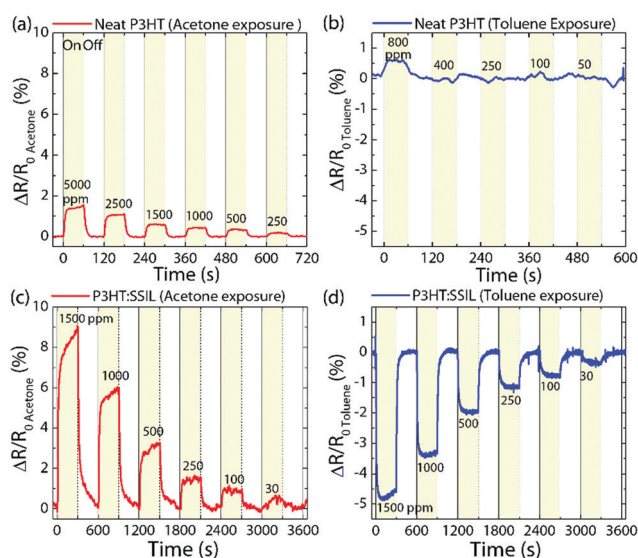 (a)
Neat P3HT (Acetone exposure )
On Off
5000
ppm
2500
1500
1000
500
250
10
8
6
4
2
0
ΔR/R0 Acetone (%)
0 120 240 360 480 600 720
Time (s)
(b)
Neat P3HT (Toluene Exposure)
800
ppm
400
250
100
50
1
0
-1
-2
-3
-4
-5
ΔR/R0 Toluene (%)
0 120 240 360 480 600
Time (s)
(c)
P3HT:SSIL (Acetone exposure)
1500 ppm
1000
500
250
100
30
10
8
6
4
2
0
ΔR/R0 Acetone (%)
0 600 1200 1800 2400 3000 3600
Time (s)
(d)
P3HT:SSIL (Toluene exposure)
30
100
250
500
1000
1500 ppm
1
0
-1
-2
-3
-4
-5
ΔR/R0 Toluene (%)
0 600 1200 1800 2400 3000 3600
Time (s)